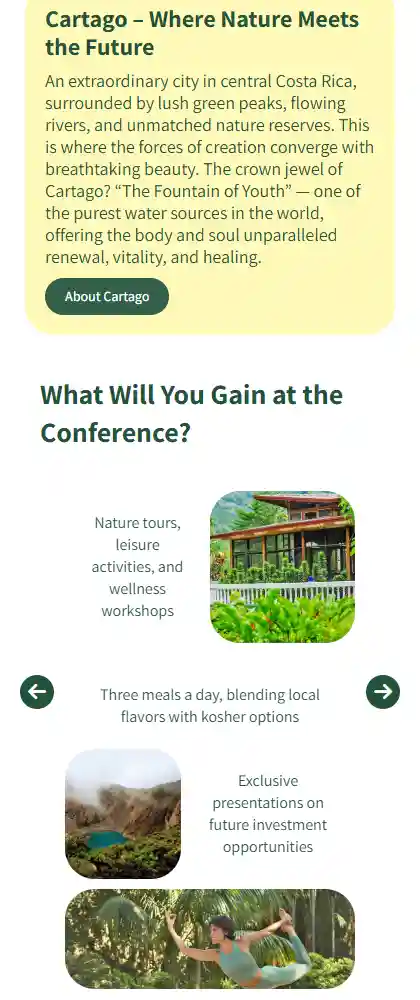 Cartago – Where Nature Meets
the Future
An extraordinary city in central Costa Rica,
surrounded by lush green peaks, flowing
rivers, and unmatched nature reserves. This
is where the forces of creation converge with
breathtaking beauty. The crown jewel of
Cartago? “The Fountain of Youth” — one of
the purest water sources in the world,
offering the body and soul unparalleled
renewal, vitality, and healing.
About Cartago
What Will You Gain at the
Conference?
Nature tours,
leisure
activities, and
wellness
workshops
Three meals a day, blending local
flavors with kosher options
Exclusive
presentations on
future investment
opportunities